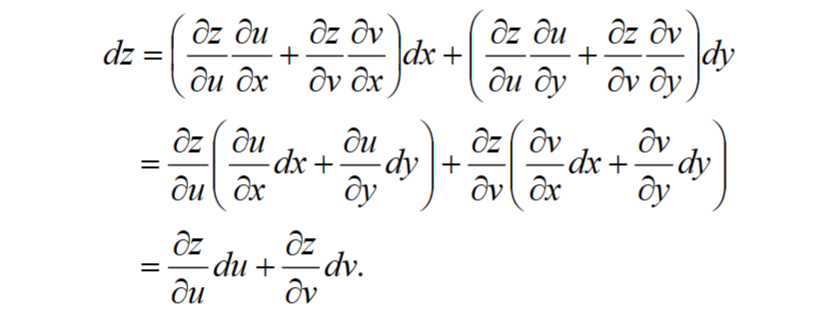 dz = (∂z/∂u ∂u/∂x + ∂z/∂v ∂v/∂x)dx + (∂z/∂u ∂u/∂y + ∂z/∂v ∂v/∂y)dy
= ∂z/∂u(∂u/∂x dx + ∂u/∂y dy) + ∂z/∂v(∂v/∂x dx + ∂v/∂y dy)
= ∂z/∂u du + ∂z/∂v dv.